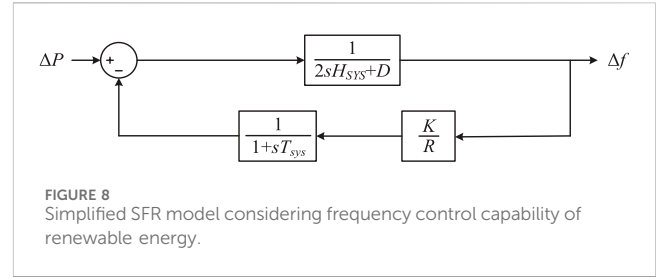 ΔP
+
−
1
2sH_SYS+D
Δf
1
1+sT_sys
K
R
FIGURE 8
Simplified SFR model considering frequency control capability of
renewable energy.